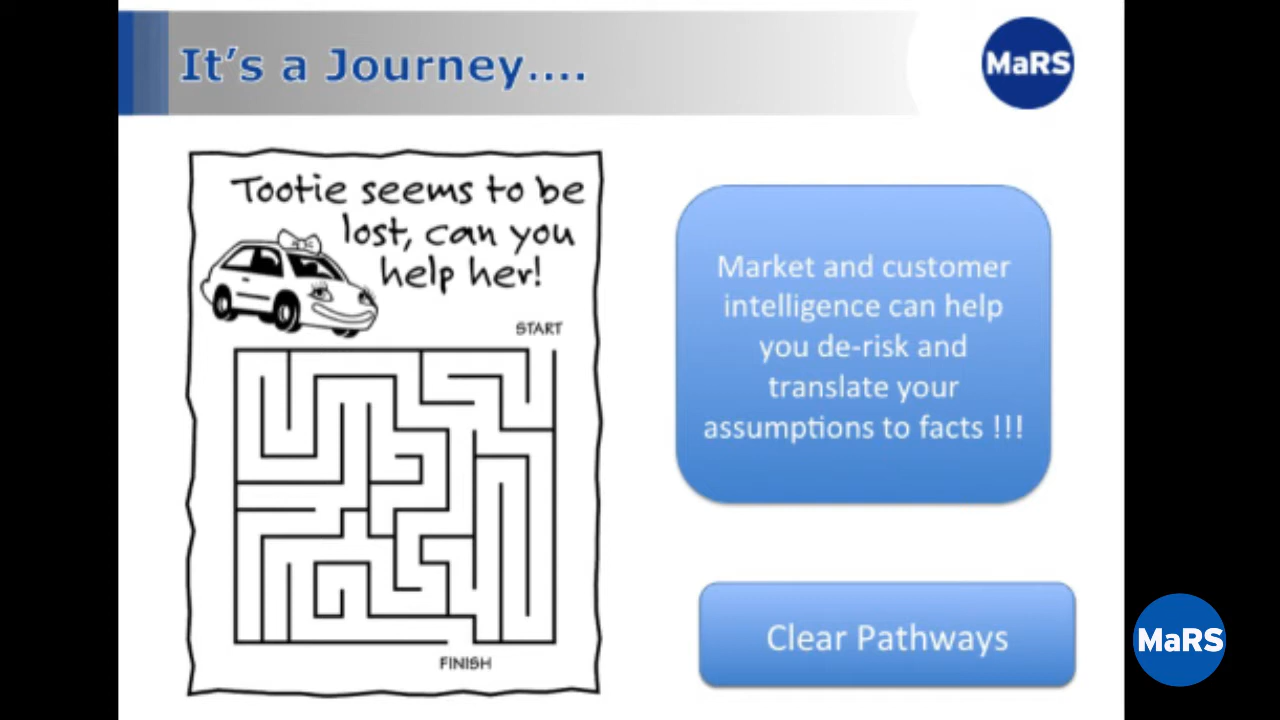 It's a Journey....
MaRS
Tootie seems to be
lost, can you
help her!
START
FINISH
Market and customer
intelligence can help
you de-risk and
translate your
assumptions to facts !!!
Clear Pathways
MaRS